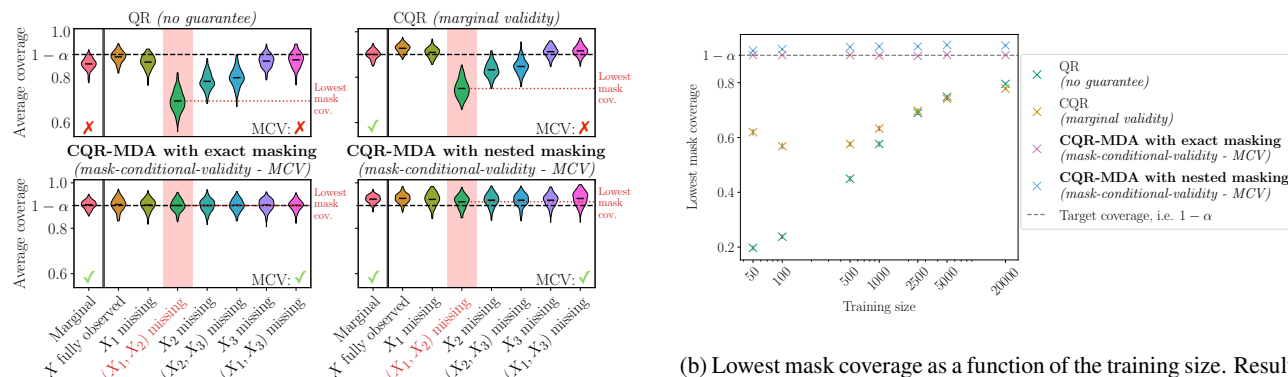 QR (no guarantee)
CQR (marginal validity)
Average coverage
1.0
1 − α
0.8
0.6
Lowest
mask
cov.
✗
MCV: ✗
Lowest
mask
cov.
✓
MCV: ✗
CQR-MDA with exact masking
(mask-conditional-validity - MCV)
CQR-MDA with nested masking
(mask-conditional-validity - MCV)
Average coverage
1.0
1 − α
0.8
0.6
Lowest
mask
cov.
✓
MCV: ✓
Lowest
mask
cov.
✓
MCV: ✓
Marginal
X fully observed
X1 missing
(X1, X2) missing
X2 missing
(X2, X3) missing
X3 missing
(X1, X3) missing
Marginal
X fully observed
X1 missing
(X1, X2) missing
X2 missing
(X2, X3) missing
X3 missing
(X1, X3) missing
Lowest mask coverage
1 − α
0.8
0.6
0.4
0.2
50
100
500
1000
2500
5000
20000
Training size
QR
(no guarantee)
CQR
(marginal validity)
CQR-MDA with exact masking
(mask-conditional-validity - MCV)
CQR-MDA with nested masking
(mask-conditional-validity - MCV)
Target coverage, i.e. 1 − α
(b) Lowest mask coverage as a function of the training size. Resul